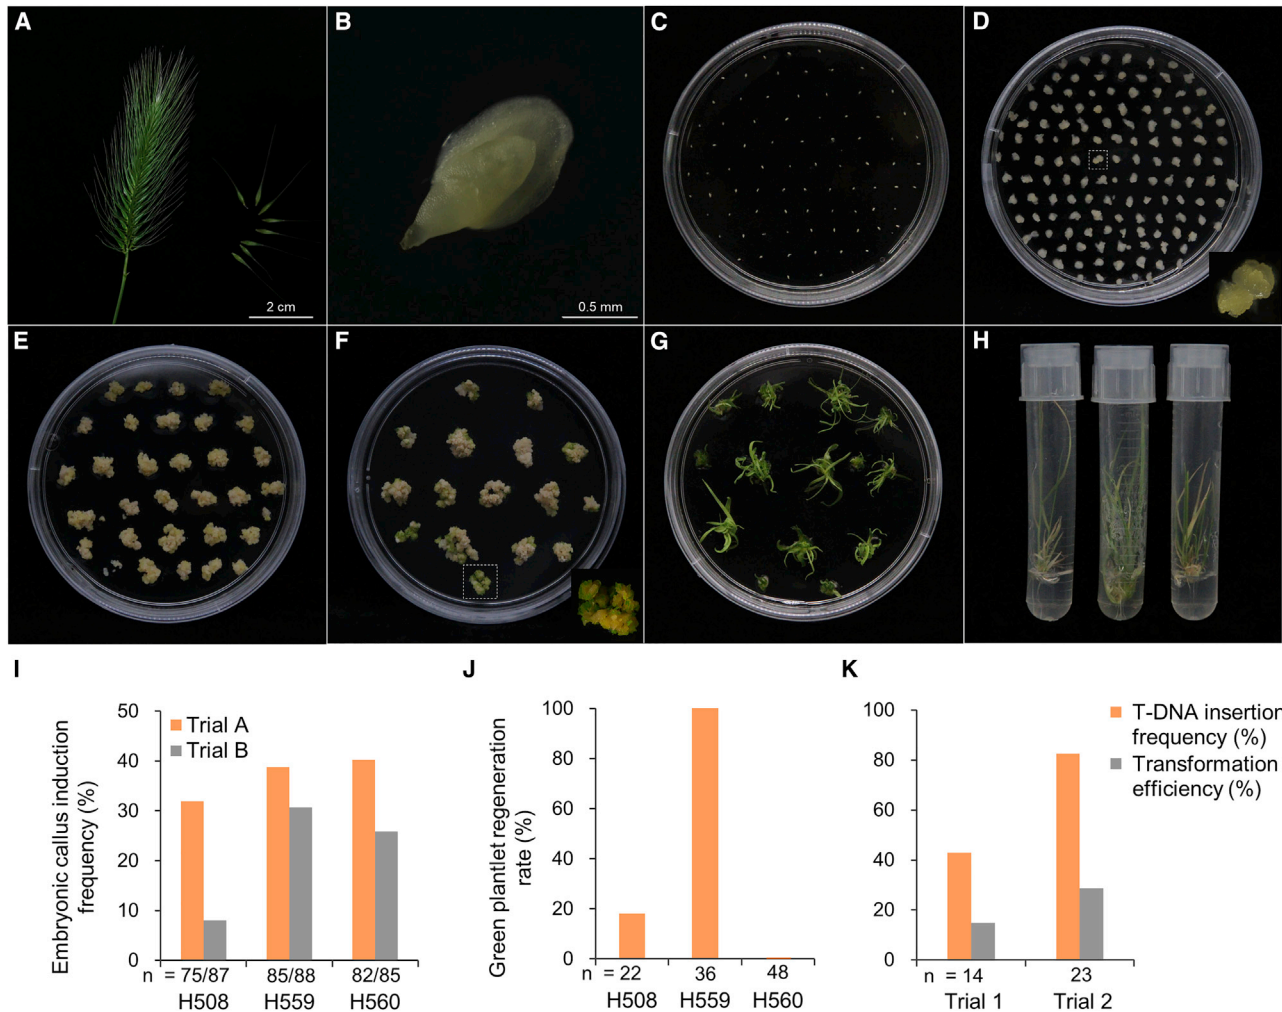 A
B
C
D
2 cm
0.5 mm
E
F
G
H
I
J
K
Embryonic callus induction
frequency (%)
50
40
30
20
10
0
Trial A
Trial B
n = 75/87
85/88
82/85
H508
H559
H560
Green plantlet regeneration
rate (%)
100
80
60
40
20
0
n = 22
36
48
H508
H559
H560
100
80
60
40
20
0
T-DNA insertion
frequency (%)
Transformation
efficiency (%)
n = 14
23
Trial 1
Trial 2